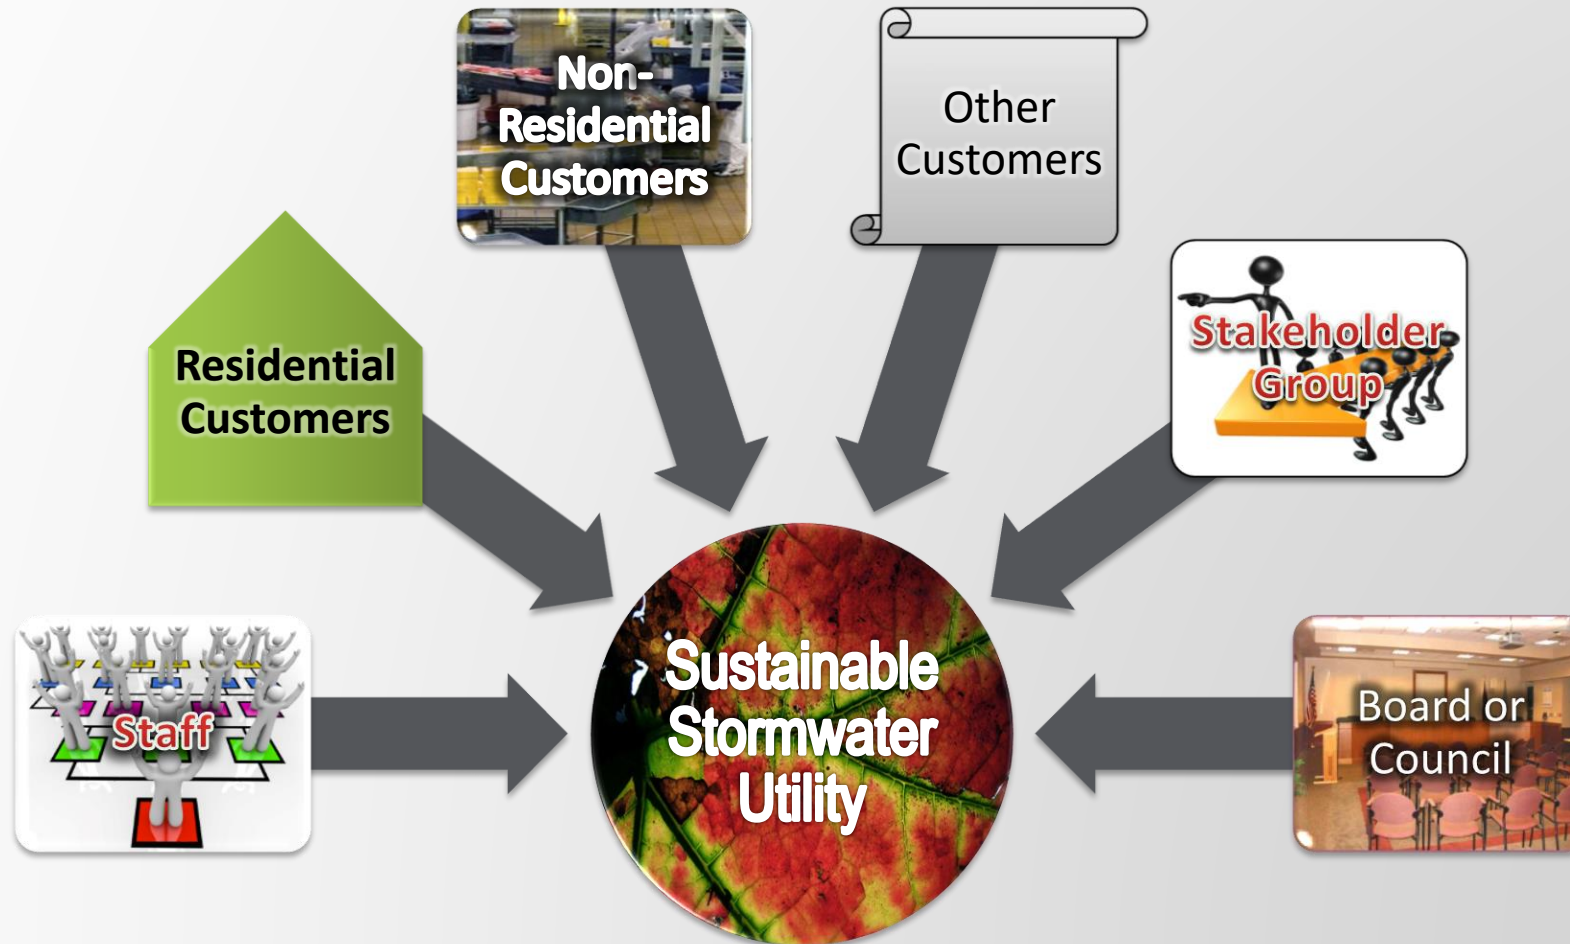 Non-
Residential
Customers
Other
Customers
Residential
Customers
Stakeholder
Group
Staff
Sustainable
Stormwater
Utility
Board or
Council